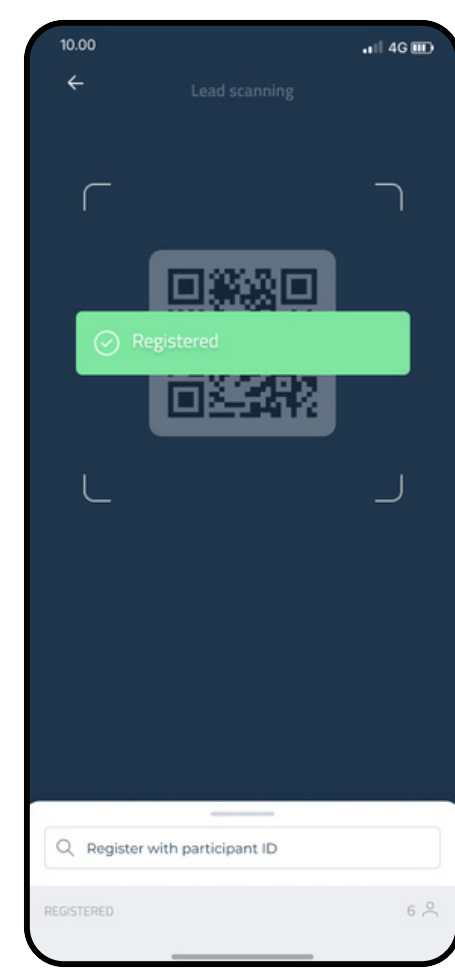 10.00
4G
Lead scanning
Registered
Register with participant ID
REGISTERED
6